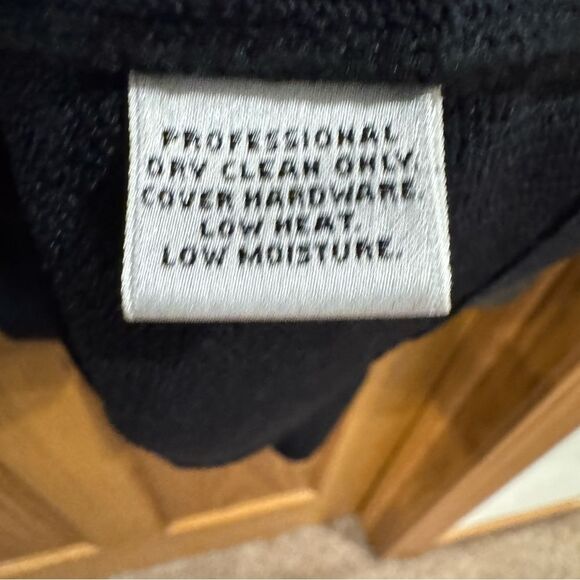 PROFESSIONAL
DRY CLEAN ONLY.
COVER HARDWARE.
LOW HEAT.
LOW MOISTURE.